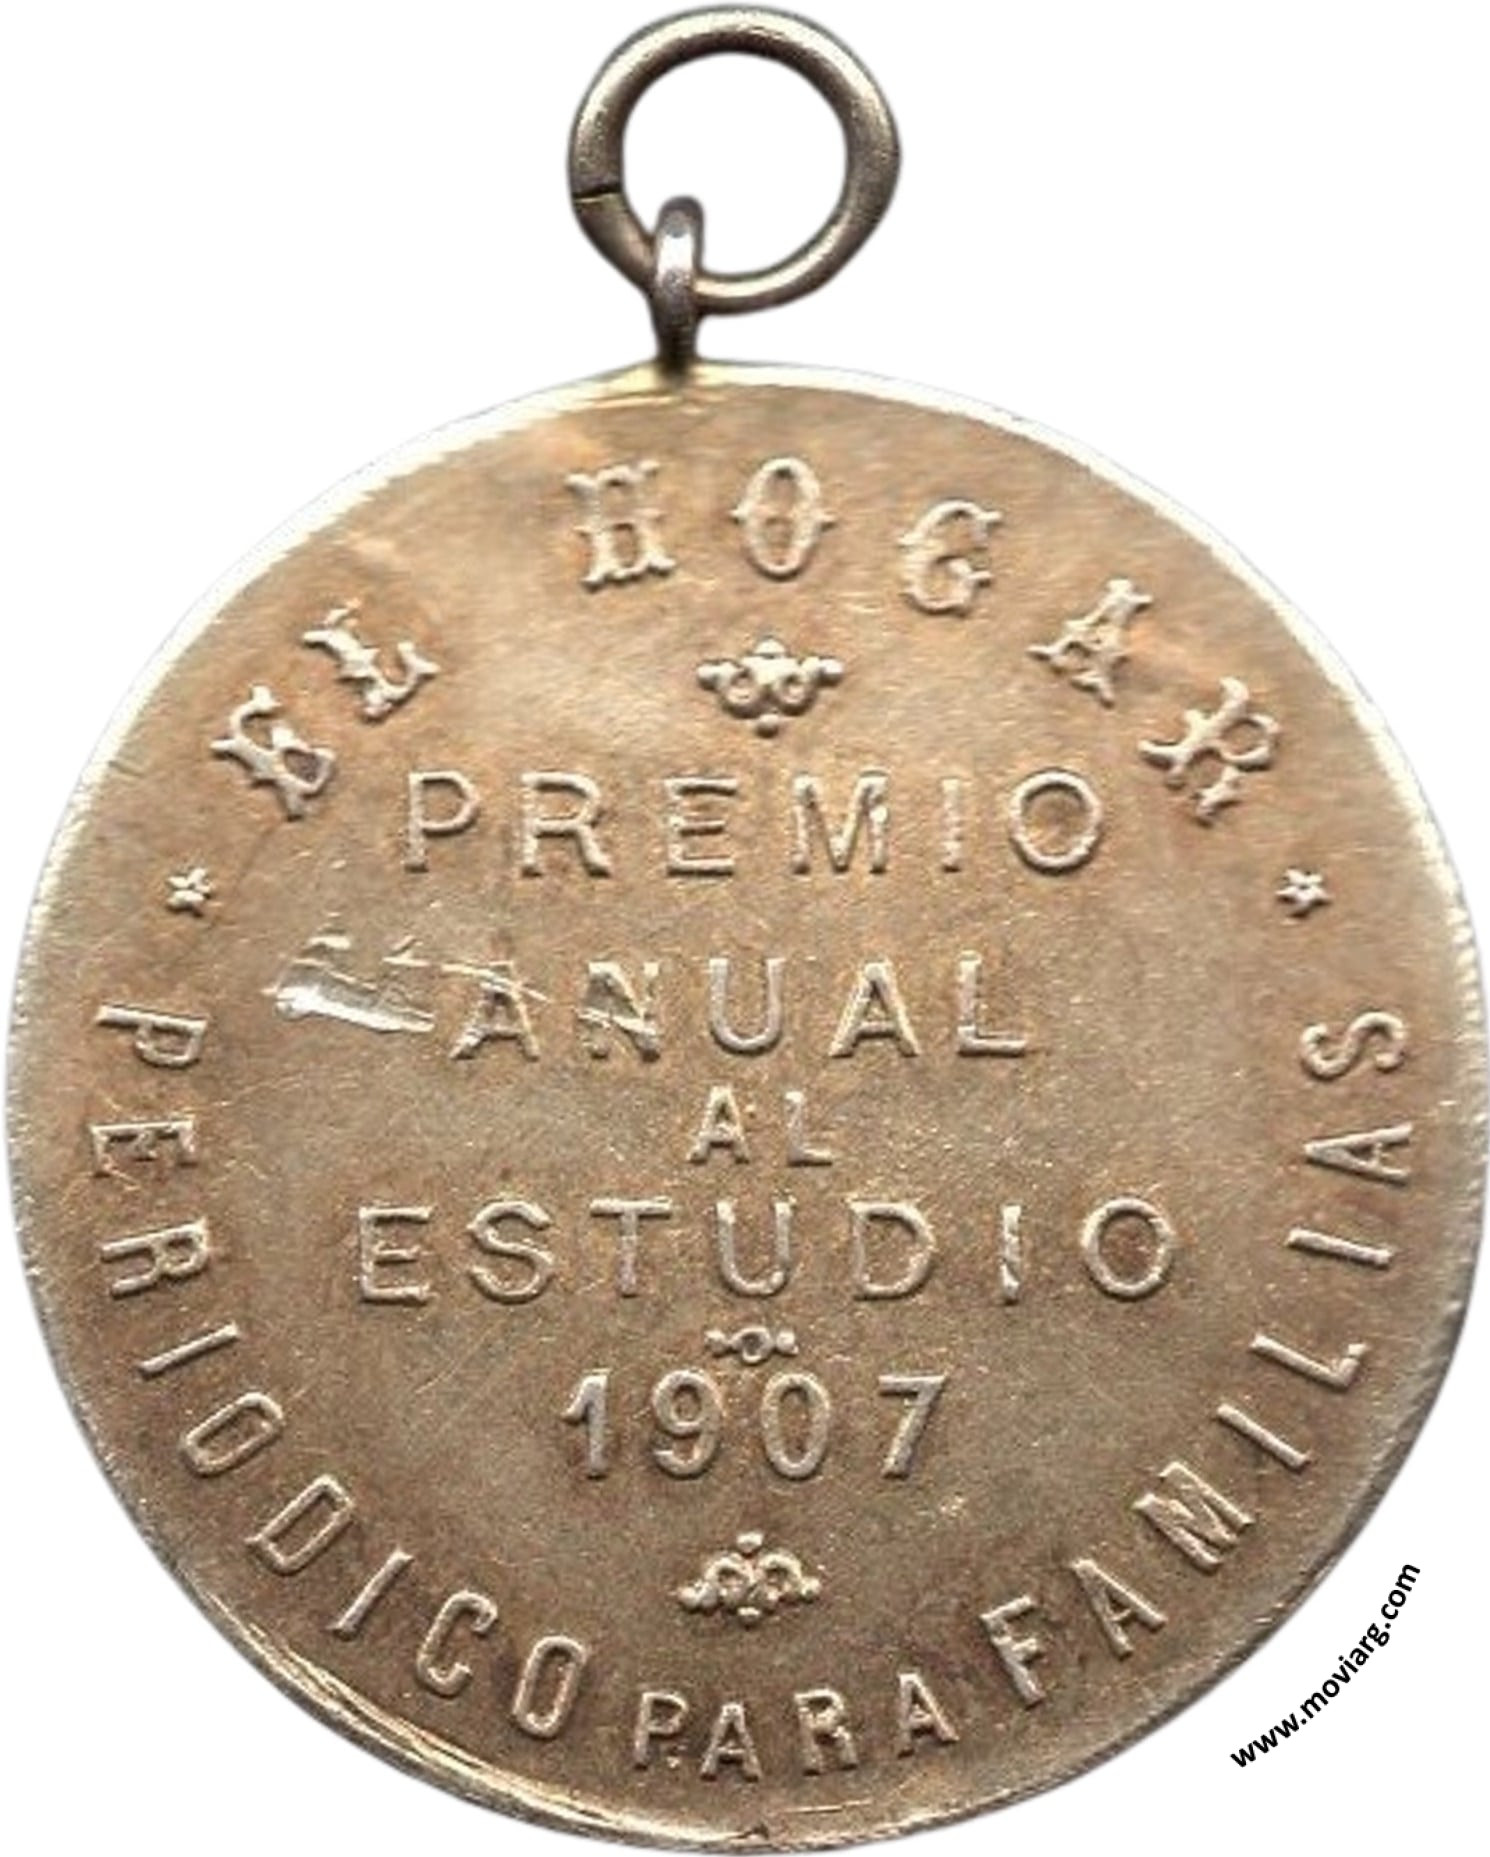 EL HOGAR
PREMIO
ANUAL
AL
ESTUDIO
1907
PERIODICO PARA FAMILIAS
www.moviarg.com